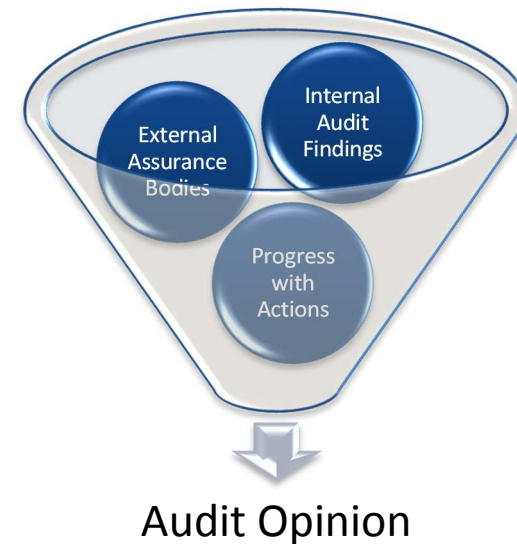 Internal
Audit
Findings
External
Assurance
Bodies
Progress
with
Actions
Audit Opinion